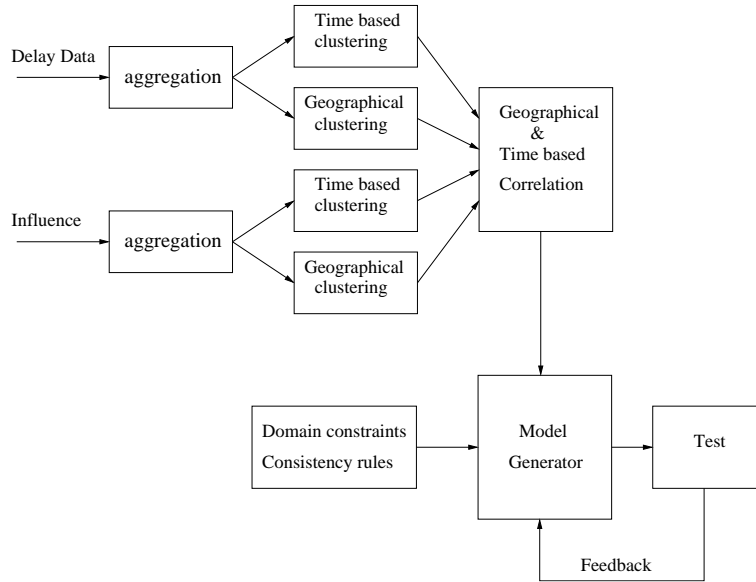 Delay Data
aggregation
Time based
clustering
Geographical
clustering
Influence
aggregation
Time based
clustering
Geographical
clustering
Geographical
&
Time based
Correlation
Domain constraints
Consistency rules
Model
Generator
Test
Feedback